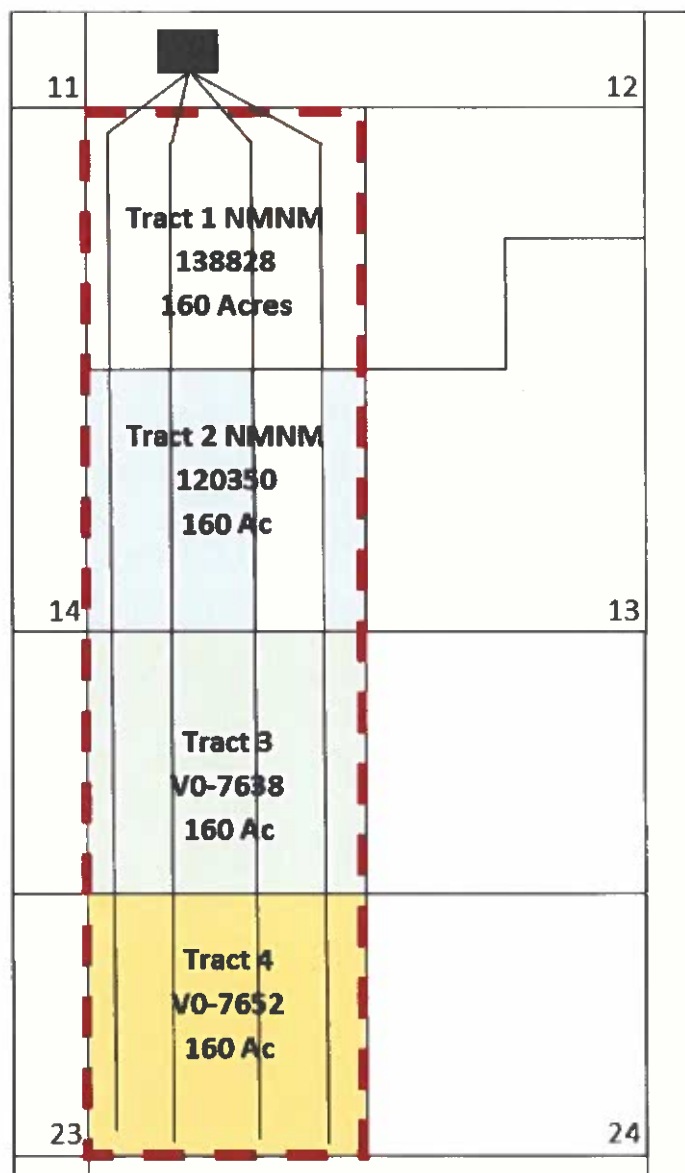 11
12
Tract 1 NMNM
138828
160 Acres
Tract 2 NMNM
120350
160 Ac
14
13
Tract 3
V0-7638
160 Ac
Tract 4
V0-7652
160 Ac
23
24